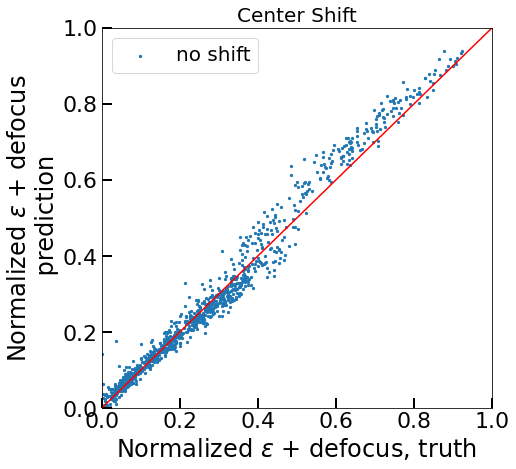 Center Shift
no shift
Normalized ε + defocus
prediction
1.0
0.8
0.6
0.4
0.2
0.0
0.0 0.2 0.4 0.6 0.8 1.0
Normalized ε + defocus, truth